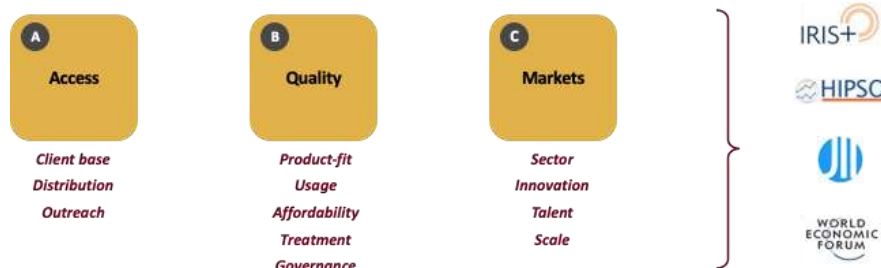 A
Access
Client base
Distribution
Outreach
B
Quality
Product-fit
Usage
Affordability
Treatment
Governance
C
Markets
Sector
Innovation
Talent
Scale
IRIS+
HIPSO
WORLD
ECONOMIC
FORUM